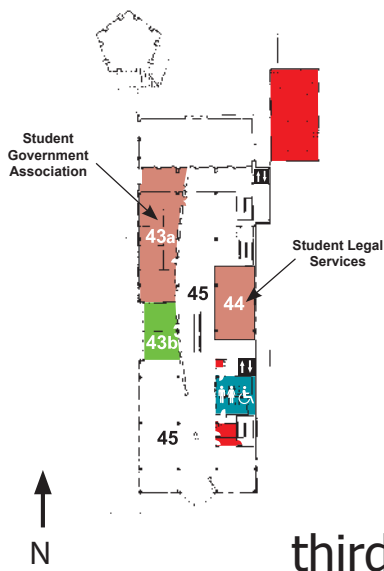 Student
Government
Association
43a
Student Legal
Services
45
44
43b
45
N
third